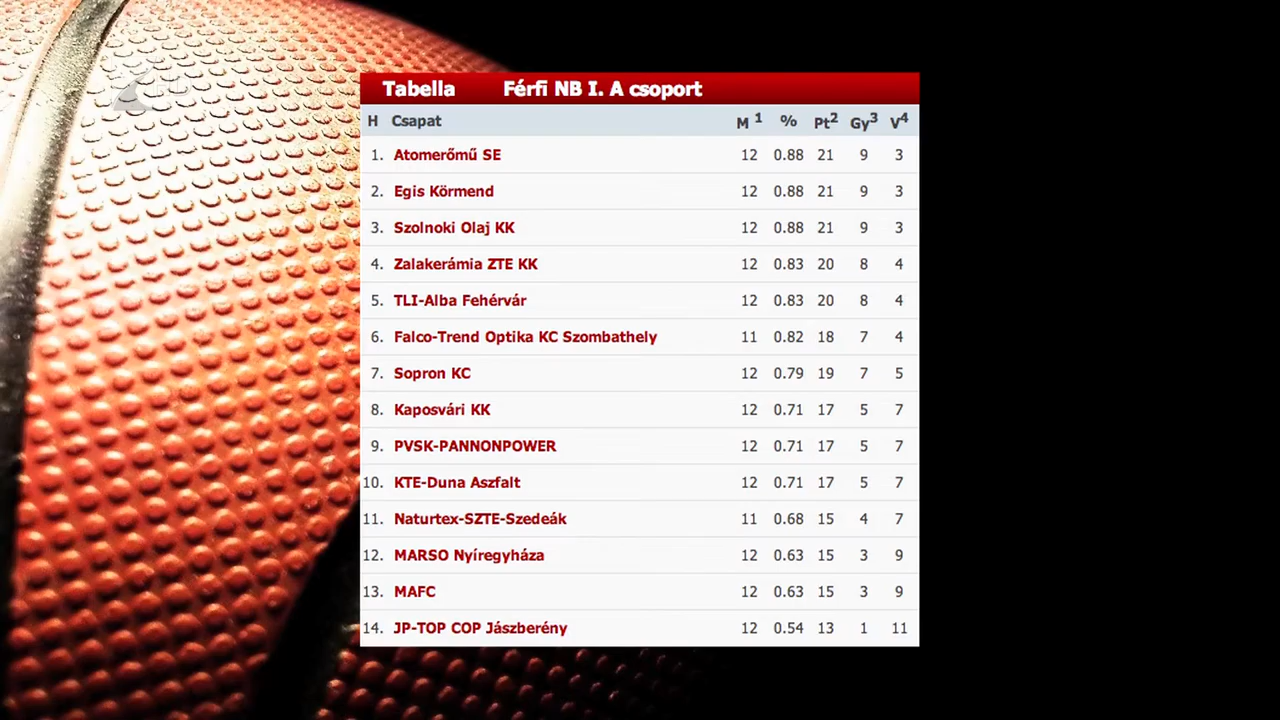 Tabella Férfi NB I. A csoport
H Csapat M 1 % Pt2 Gy3 V4
1. Atomerőmű SE 12 0.88 21 9 3
2. Egis Körmend 12 0.88 21 9 3
3. Szolnoki Olaj KK 12 0.88 21 9 3
4. Zalakerámia ZTE KK 12 0.83 20 8 4
5. TLI-Alba Fehérvár 12 0.83 20 8 4
6. Falco-Trend Optika KC Szombathely 11 0.82 18 7 4
7. Sopron KC 12 0.79 19 7 5
8. Kaposvári KK 12 0.71 17 5 7
9. PVSK-PANNONPOWER 12 0.71 17 5 7
10. KTE-Duna Aszfalt 12 0.71 17 5 7
11. Naturtex-SZTE-Szedeák 11 0.68 15 4 7
12. MARSO Nyíregyháza 12 0.63 15 3 9
13. MAFC 12 0.63 15 3 9
14. JP-TOP COP Jászberény 12 0.54 13 1 11